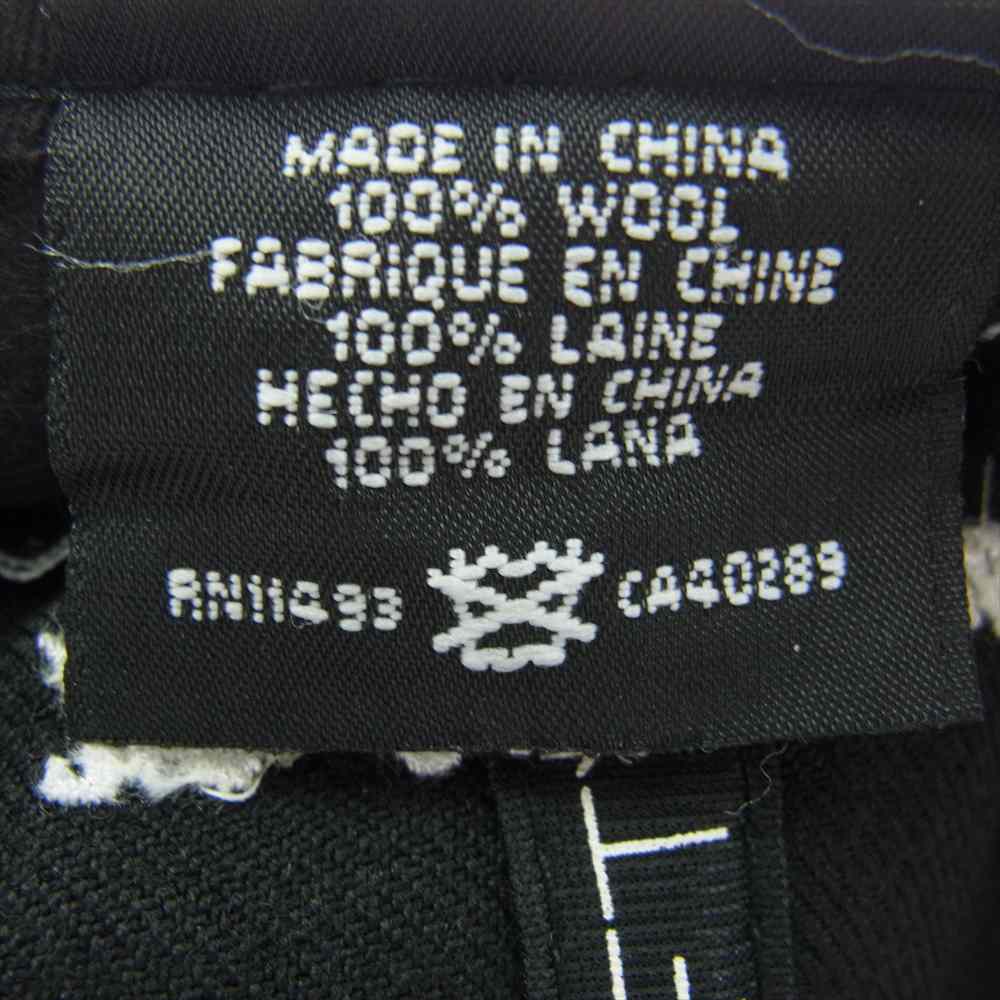 MADE IN CHINA
100% WOOL
FABRIQUE EN CHINE
100% LAINE
HECHO EN CHINA
100% LANA
RN11493 CA40289